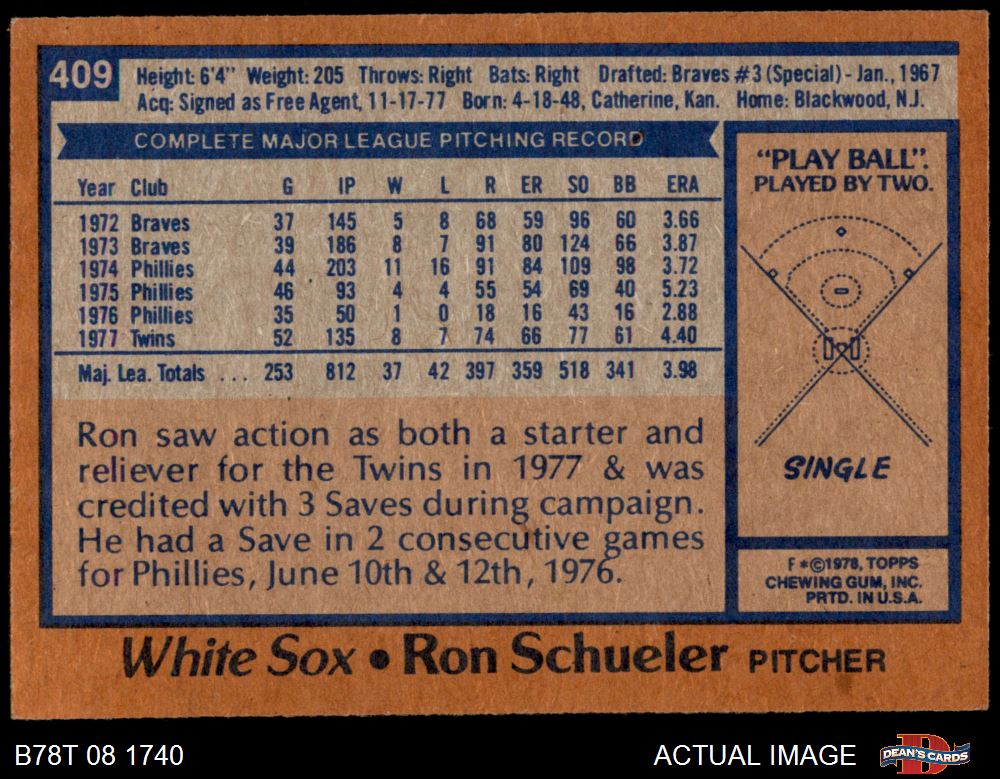 409
Height: 6'4" Weight: 205 Throws: Right Bats: Right Drafted: Braves #3 (Special) - Jan., 1967
Acq: Signed as Free Agent, 11-17-77 Born: 4-18-48, Catherine, Kan. Home: Blackwood, N.J.
COMPLETE MAJOR LEAGUE PITCHING RECORD
Year Club G IP W L R ER SO BB ERA
1972 Braves 37 145 5 8 68 59 96 60 3.66
1973 Braves 39 186 8 7 91 80 124 66 3.87
1974 Phillies 44 203 11 16 91 84 109 98 3.72
1975 Phillies 46 93 4 4 55 54 69 40 5.23
1976 Phillies 35 50 1 0 18 16 43 16 2.88
1977 Twins 52 135 8 7 74 66 77 61 4.40
Maj. Lea. Totals ... 253 812 37 42 397 359 518 341 3.98
Ron saw action as both a starter and
reliever for the Twins in 1977 & was
credited with 3 Saves during campaign.
He had a Save in 2 consecutive games
for Phillies, June 10th & 12th, 1976.
"PLAY BALL".
PLAYED BY TWO.
SINGLE
F *©1978, TOPPS
CHEWING GUM, INC.
PRTD. IN U.S.A.
White Sox • Ron Schueler PITCHER
B78T 08 1740
ACTUAL IMAGE
DEAN'S CARDS